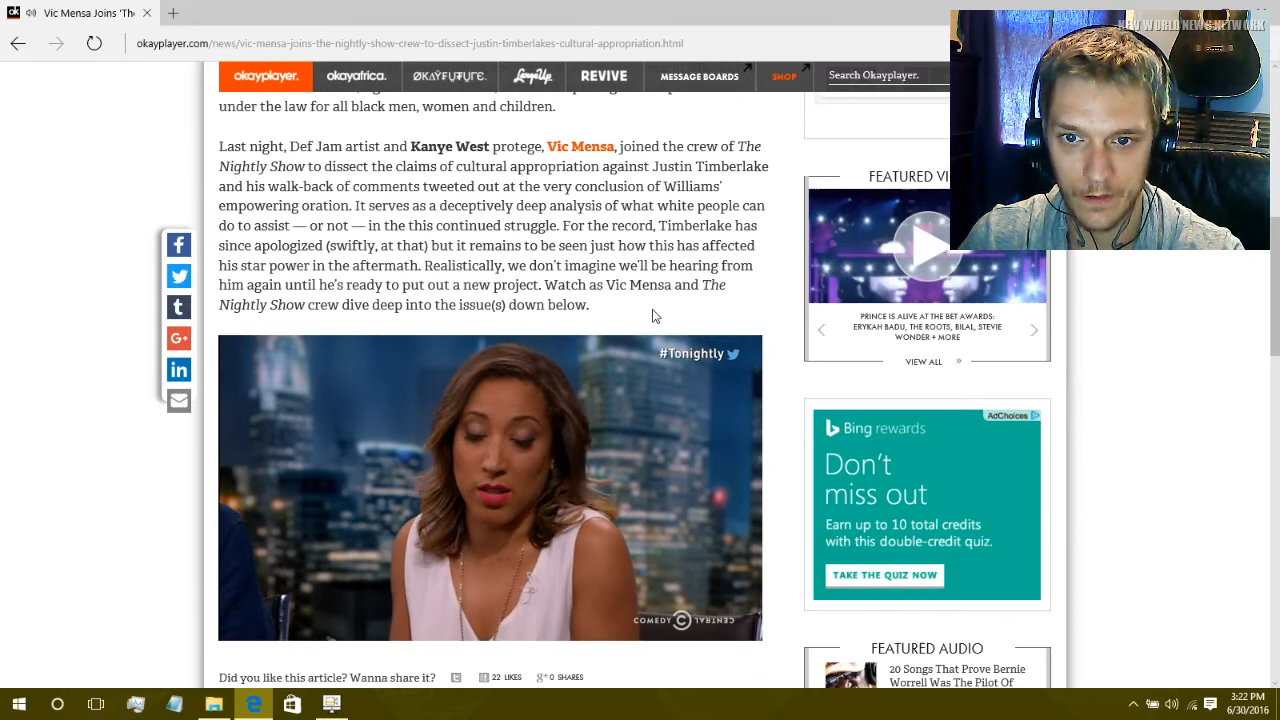 Vic Mensa Joins 'The
okayplayer.com/news/vic-mensa-joins-the-nightly-show-crew-to-dissect-justin-timberlakes-cultural-appropriation.html
NEW WORLD NEWS NETWORK
okayplayer. okayafrica. ØKAYFUTURE. LargeUp REVIVE MESSAGE BOARDS SHOP Search Okayplayer.
under the law for all black men, women and children.
Last night, Def Jam artist and Kanye West protege, Vic Mensa, joined the crew of The
Nightly Show to dissect the claims of cultural appropriation against Justin Timberlake
and his walk-back of comments tweeted out at the very conclusion of Williams'
empowering oration. It serves as a deceptively deep analysis of what white people can
do to assist — or not — in the this continued struggle. For the record, Timberlake has
since apologized (swiftly, at that) but it remains to be seen just how this has affected
his star power in the aftermath. Realistically, we don't imagine we'll be hearing from
him again until he's ready to put out a new project. Watch as Vic Mensa and The
Nightly Show crew dive deep into the issue(s) down below.
#Tonightly
COMEDY CENTRAL
Did you like this article? Wanna share it? 22 LIKES 0 SHARES
FEATURED VI
PRINCE IS ALIVE AT THE BET AWARDS:
ERYKAH BADU, THE ROOTS, BILAL, STEVIE
WONDER + MORE
VIEW ALL »
AdChoices
Bing rewards
Don't
miss out
Earn up to 10 total credits
with this double-credit quiz.
TAKE THE QUIZ NOW
FEATURED AUDIO
20 Songs That Prove Bernie
Worrell Was The Pilot Of
3:22 PM
6/30/2016